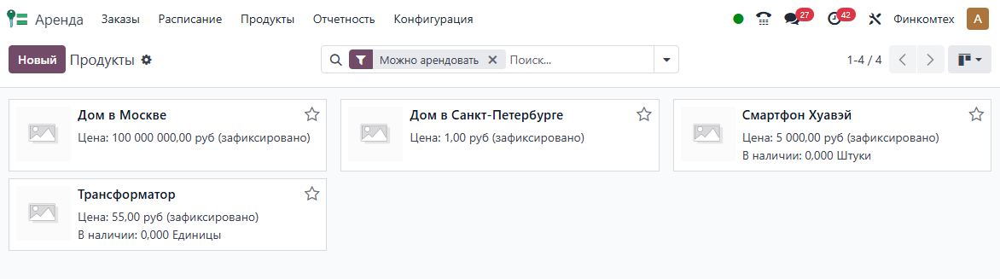 Аренда Заказы Расписание Продукты Отчетность Конфигурация 27 42 Финкомтех A
Новый Продукты Можно арендовать Поиск... 1-4 / 4
Дом в Москве
Цена: 100 000 000,00 руб (зафиксировано)
Дом в Санкт-Петербурге
Цена: 1,00 руб (зафиксировано)
Смартфон Хуавэй
Цена: 5 000,00 руб (зафиксировано)
В наличии: 0,000 Штуки
Трансформатор
Цена: 55,00 руб (зафиксировано)
В наличии: 0,000 Единицы